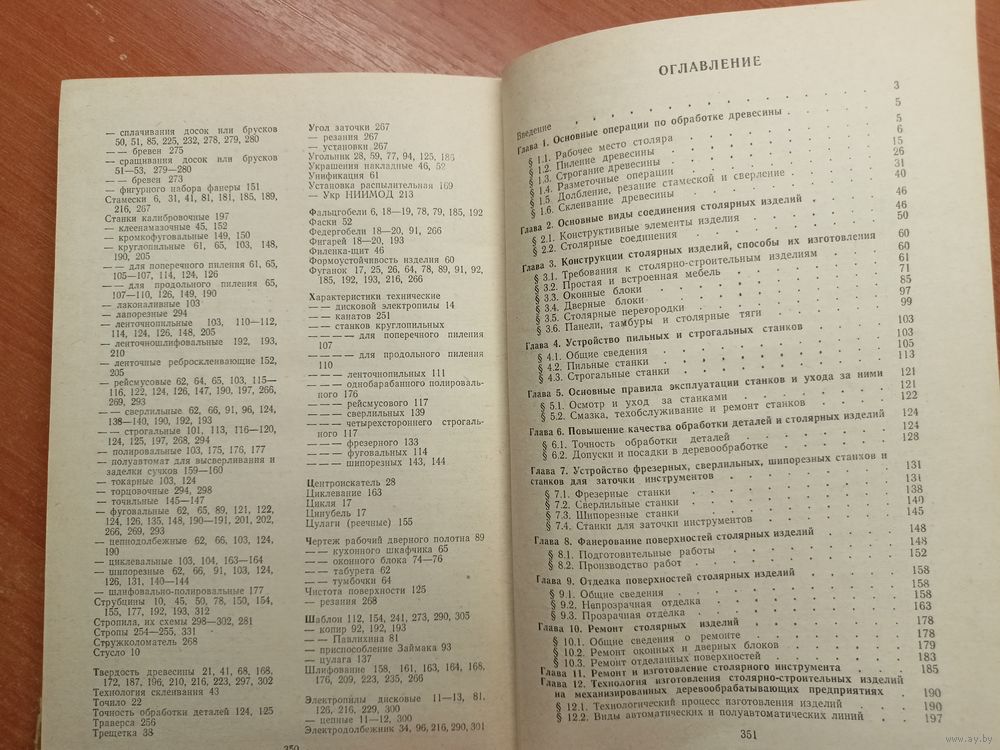 — сплачивания досок или брусков
50, 51, 85, 225, 232, 278, 279, 280
— — бревен 275
— сращивания досок или брусков
51—53, 279—280
— — бревен 273
— фигурного набора фанеры 151
Стамески 6, 31, 41, 81, 181, 185, 189,
216, 267
Станки калибровочные 197
— клеенамазочные 45, 152
— кромкофуговальные 149, 150
— круглопильные 61, 65, 103, 148,
190, 205
— — для поперечного пиления 61, 65,
105—107, 114, 124, 126
— — для продольного пиления 65,
107—110, 126, 149, 190
— лаконаливные 103
— лапорезные 294
— ленточнопильные 103, 110—112,
114, 124, 126, 148, 205
— ленточношлифовальные 192, 193,
210
— ленточные ребросклеивающие 152,
205
— рейсмусовые 62, 64, 65, 103, 115—
116, 122, 124, 126, 147, 190, 197, 266,
269, 293
— — сверлильные 62, 66, 91, 96, 124,
138—140, 190, 192, 193
— — строгальные 101, 113, 116—120,
124, 125, 197, 268, 294
— полировальные 103, 175, 176, 177
— полуавтомат для высверливания и
заделки сучков 159—160
— токарные 103, 124
— торцовочные 294, 298
— точильные 145—147
— фуговальные 62, 65, 89, 121, 122,
124, 126, 135, 148, 190—191, 201, 202,
266, 269, 293
— цепнодолбежные 62, 66, 103, 124,
190
— циклевальные 103, 104, 163—164
— шипорезные 62, 66, 91, 103, 124,
126, 131, 140—144
— шлифовально-полировальные 177
Струбцины 10, 45, 50, 78, 150, 154,
155, 177, 192, 193, 312
Стропила, их схемы 298—302, 281
Стропы 254—255, 331
Стружколоматель 268
Стусло 10
Твердость древесины 21, 41, 68, 168,
172, 187, 196, 210, 216, 223, 297, 302
Технология склеивания 43
Точило 22
Точность обработки деталей 124, 125
Траверса 256
Трещетка 38
350
Угол заточки 267
— резания 267
— установки 267
Угольник 28, 59, 77, 94, 125, 186
Украшения накладные 46, 52
Унификация 61
Установка распылительная 169
— Укр НИИМОД 213
Фальцгобели 6, 18—19, 78, 79, 185, 192
Фаски 52
Федергобели 18—20, 91, 266
Фигарей 18—20, 193
Филенка-щит 46
Формоустойчивость изделия 60
Фуганок 17, 25, 26, 64, 78, 89, 91, 92,
185, 192, 193, 216, 266
Характеристики технические
— — дисковой электропилы 14
— — канатов 251
— — станков круглопильных
— — — — для поперечного пиления
107
— — — — для продольного пиления
110
— — — ленточнопильных 111
— — — однобарабанного полироваль-
ного 176
— — — рейсмусового 117
— — — сверлильных 139
— — — четырехстороннего строгаль-
ного 117
— — — фрезерного 133
— — — фуговальных 114
— — — шипорезных 143, 144
Центроискатель 28
Циклевание 163
Цикля 17
Цинубель 17
Цулаги (реечные) 155
Чертеж рабочий дверного полотна 89
— — кухонного шкафчика 65
— — оконного блока 74—76
— — табурета 62
— — тумбочки 64
Чистота поверхности 125
— резания 268
Шаблон 112, 154, 241, 273, 290, 305
— копир 92, 192, 193
— — Павлихина 81
— приспособление Займака 93
— цулага 137
Шлифование 158, 161, 163, 164, 168,
176, 209, 223, 235, 266
Электропилы дисковые 11—13, 81,
126, 216, 229, 300
— цепные 11—12, 300
Электродолбежник 34, 96, 216, 290, 301
ОГЛАВЛЕНИЕ
Введение 3
Глава 1. Основные операции по обработке древесины 5
§ 1.1. Рабочее место столяра 5
§ 1.2. Пиление древесины 6
§ 1.3. Строгание древесины 15
§ 1.4. Разметочные операции 26
§ 1.5. Долбление, резание стамеской и сверление 31
§ 1.6. Склеивание древесины 40
Глава 2. Основные виды соединения столярных изделий 46
§ 2.1. Конструктивные элементы изделия 46
§ 2.2. Столярные соединения 50
Глава 3. Конструкции столярных изделий, способы их изготовления 60
§ 3.1. Требования к столярно-строительным изделиям 60
§ 3.2. Простая и встроенная мебель 61
§ 3.3. Оконные блоки 71
§ 3.4. Дверные блоки 85
§ 3.5. Столярные перегородки 97
§ 3.6. Панели, тамбуры и столярные тяги 99
Глава 4. Устройство пильных и строгальных станков 103
§ 4.1. Общие сведения 103
§ 4.2. Пильные станки 105
§ 4.3. Строгальные станки 113
Глава 5. Основные правила эксплуатации станков и ухода за ними 121
§ 5.1. Осмотр и уход за станками 121
§ 5.2. Смазка, техобслуживание и ремонт станков 122
Глава 6. Повышение качества обработки деталей и столярных изделий 124
§ 6.1. Точность обработки деталей 124
§ 6.2. Допуски и посадки в деревообработке 128
Глава 7. Устройство фрезерных, сверлильных, шипорезных станков и
станков для заточки инструментов 131
§ 7.1. Фрезерные станки 131
§ 7.2. Сверлильные станки 138
§ 7.3. Шипорезные станки 140
§ 7.4. Станки для заточки инструментов 145
Глава 8. Фанерование поверхностей столярных изделий 148
§ 8.1. Подготовительные работы 148
§ 8.2. Производство работ 152
Глава 9. Отделка поверхностей столярных изделий 158
§ 9.1. Общие сведения 158
§ 9.2. Непрозрачная отделка 158
§ 9.3. Прозрачная отделка 163
Глава 10. Ремонт столярных изделий 178
§ 10.1. Общие сведения о ремонте 178
§ 10.2. Ремонт оконных и дверных блоков 179
§ 10.3. Ремонт отделанных поверхностей 183
Глава 11. Ремонт и изготовление столярного инструмента 185
Глава 12. Технология изготовления столярно-строительных изделий
на механизированных деревообрабатывающих предприятиях 190
§ 12.1. Технологический процесс изготовления изделий 190
§ 12.2. Виды автоматических и полуавтоматических линий 197
351
www.ay.by